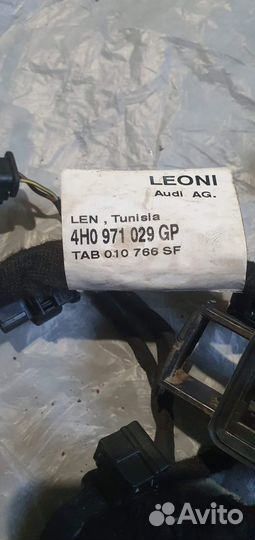 LEONI
Audi AG.
LEN , Tunisia
4H0 971 029 GP
TAB 010 766 SF
Avito